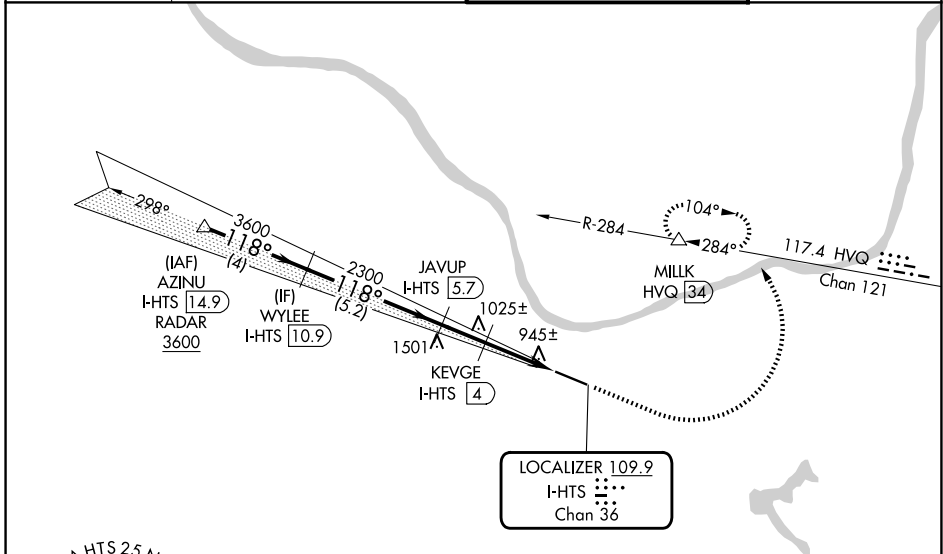 298°
3600
118°
(4)
(IAF)
AZINU
I-HTS 14.9
RADAR
3600
2300
118°
(5.2)
(IF)
WYLEE
I-HTS 10.9
JAVUP
I-HTS 5.7
1025±
1501
945±
KEVGE
I-HTS 4
R-284
104°
284°
MILLK
HVQ 34
117.4 HVQ
Chan 121
LOCALIZER 109.9
I-HTS
Chan 36
HTS 25 N